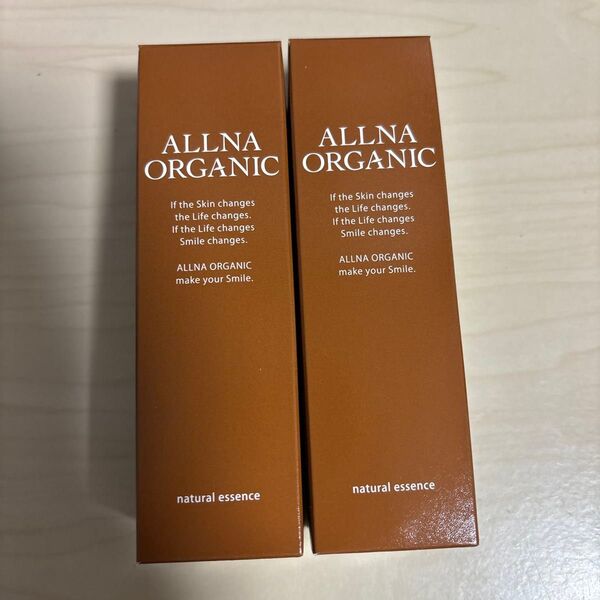 ALLNA
ORGANIC
If the Skin changes
the Life changes.
If the Life changes
Smile changes.
ALLNA ORGANIC
make your Smile.
natural essence
ALLNA
ORGANIC
If the Skin changes
the Life changes.
If the Life changes
Smile changes.
ALLNA ORGANIC
make your Smile.
natural essence